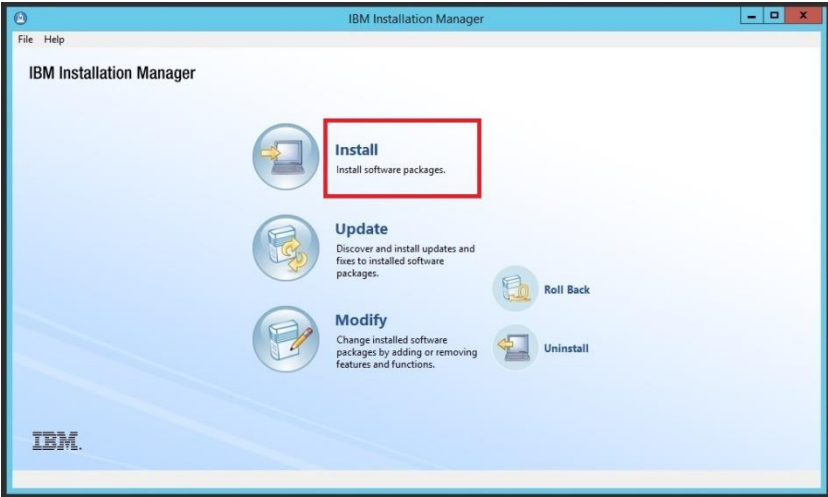 IBM Installation Manager
File Help
IBM Installation Manager
Install
Install software packages.
Update
Discover and install updates and
fixes to installed software
packages.
Roll Back
Modify
Change installed software
packages by adding or removing
features and functions.
Uninstall
IBM.